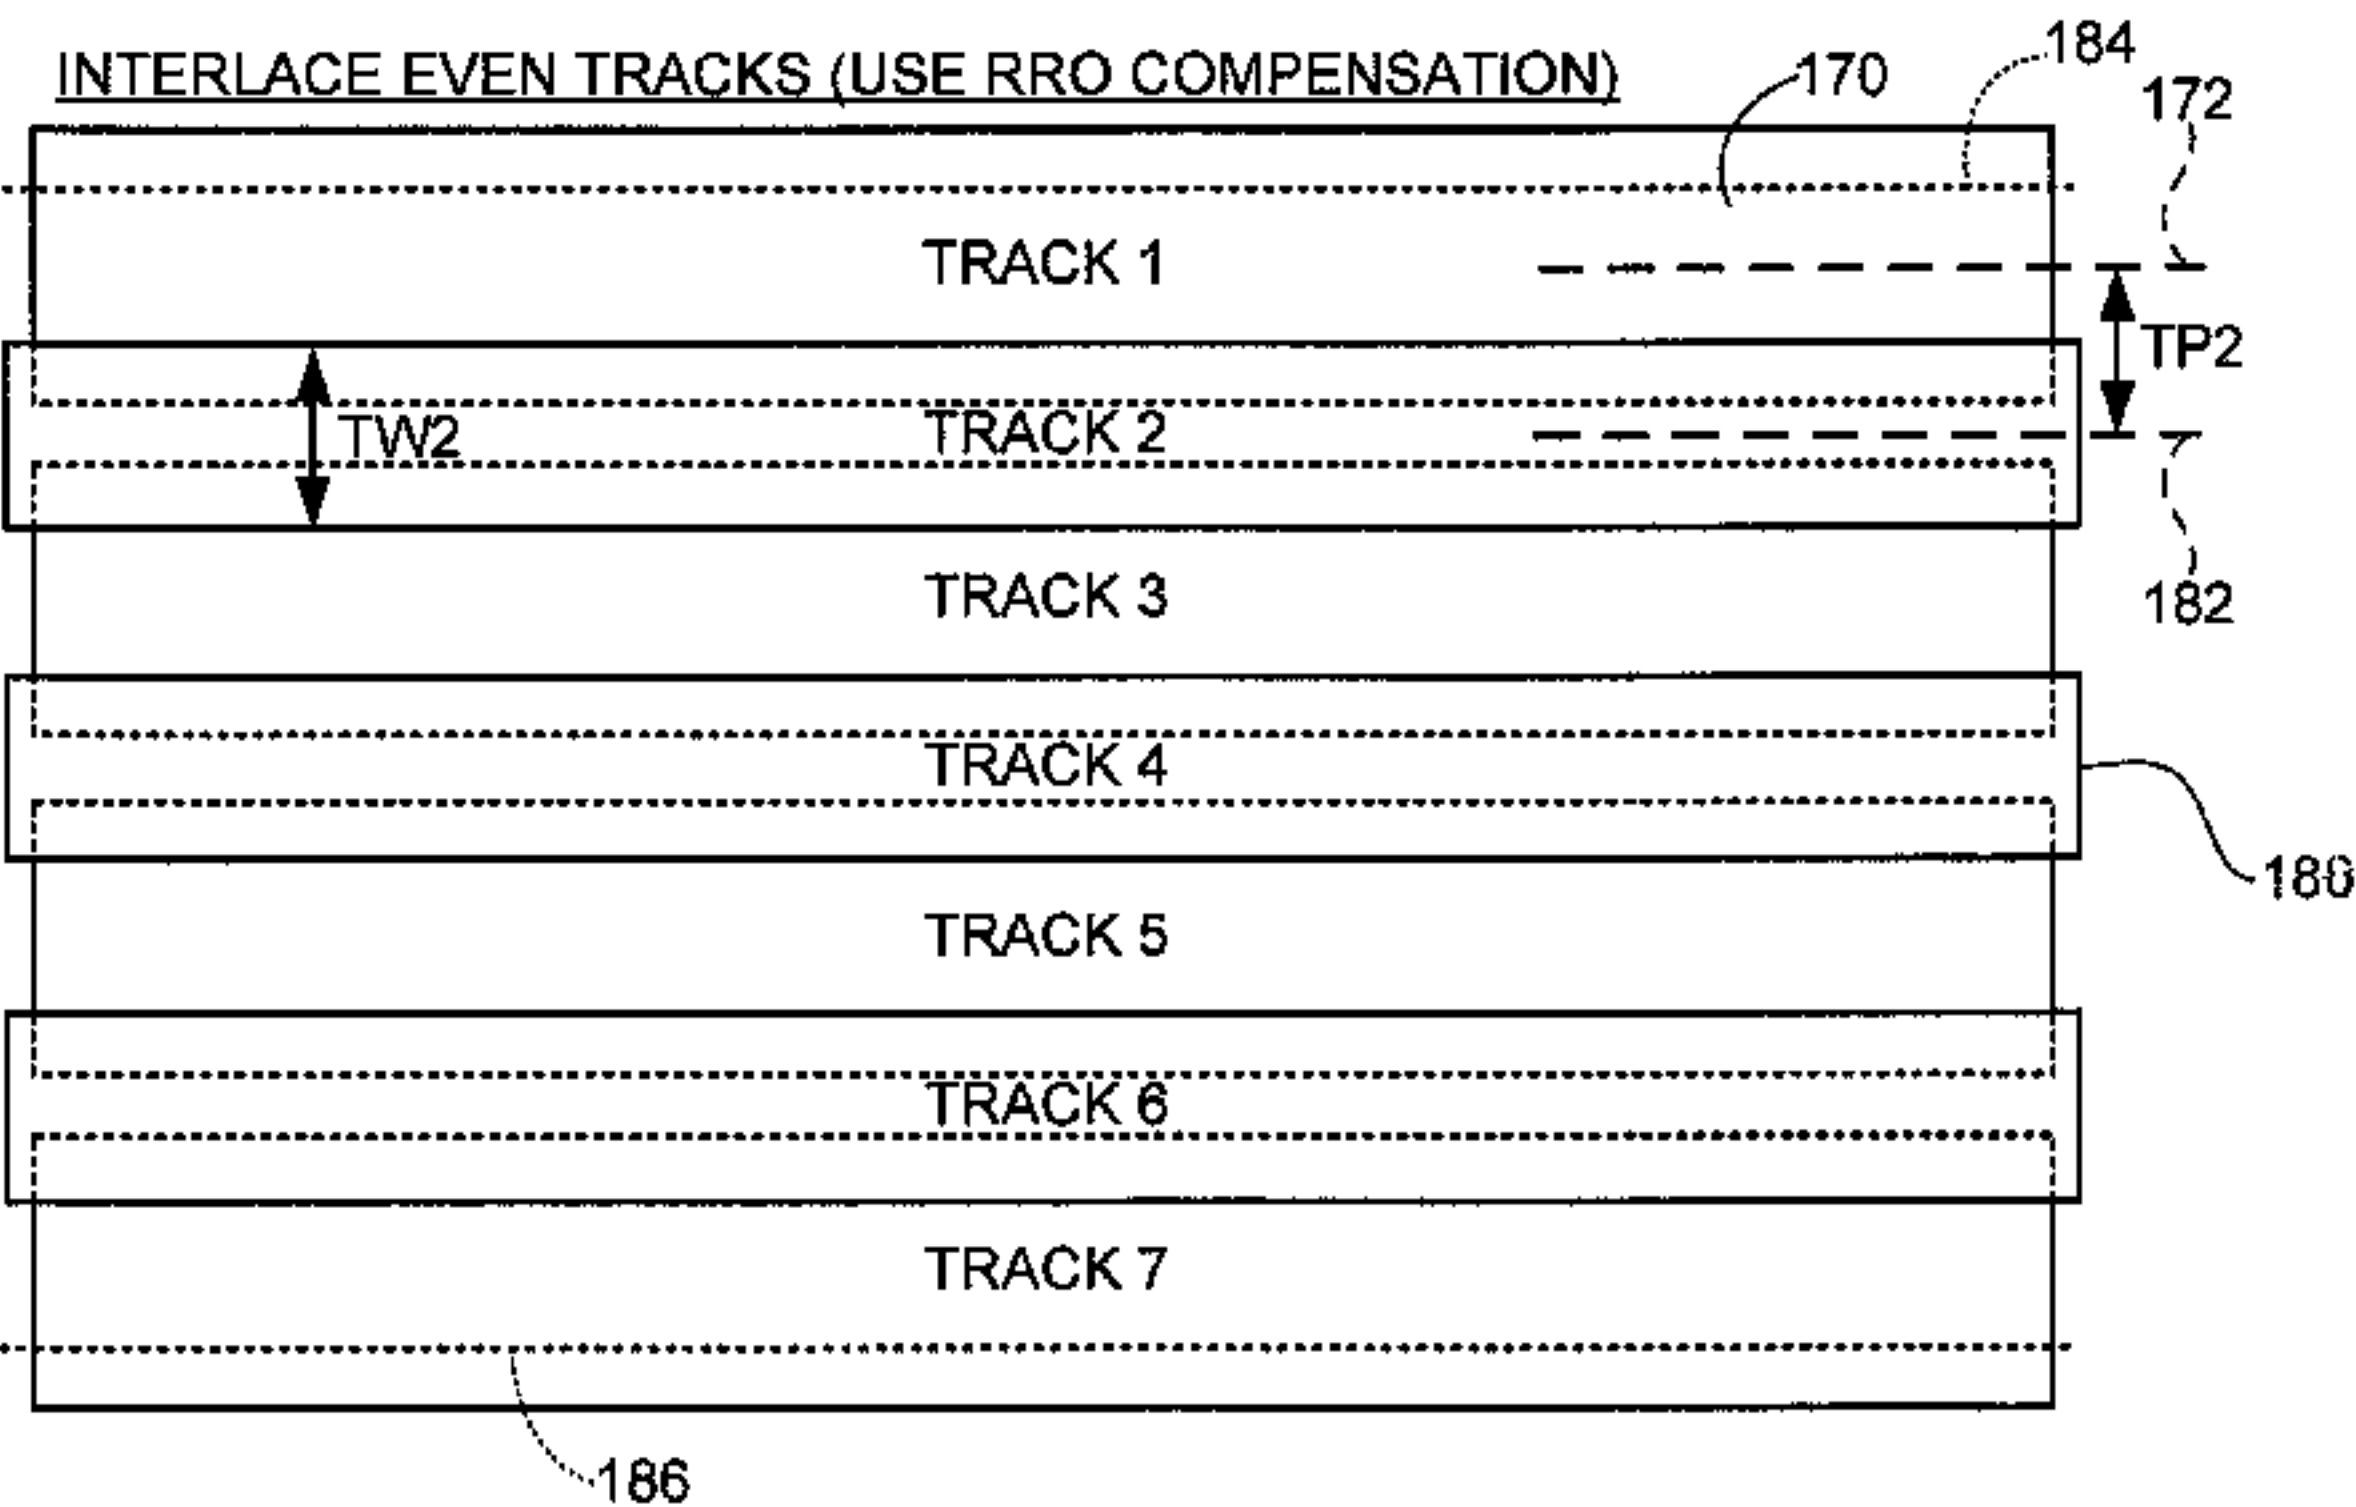 INTERLACE EVEN TRACKS (USE RRO COMPENSATION)
170
184
172
TRACK 1
TP2
TW2
TRACK 2
TRACK 3
182
TRACK 4
180
TRACK 5
TRACK 6
TRACK 7
186